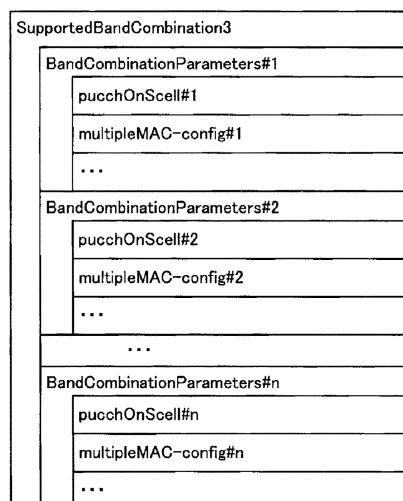 SupportedBandCombination3
BandCombinationParameters#1
pucchOnScell#1
multipleMAC-config#1
...
BandCombinationParameters#2
pucchOnScell#2
multipleMAC-config#2
...
...
BandCombinationParameters#n
pucchOnScell#n
multipleMAC-config#n
...